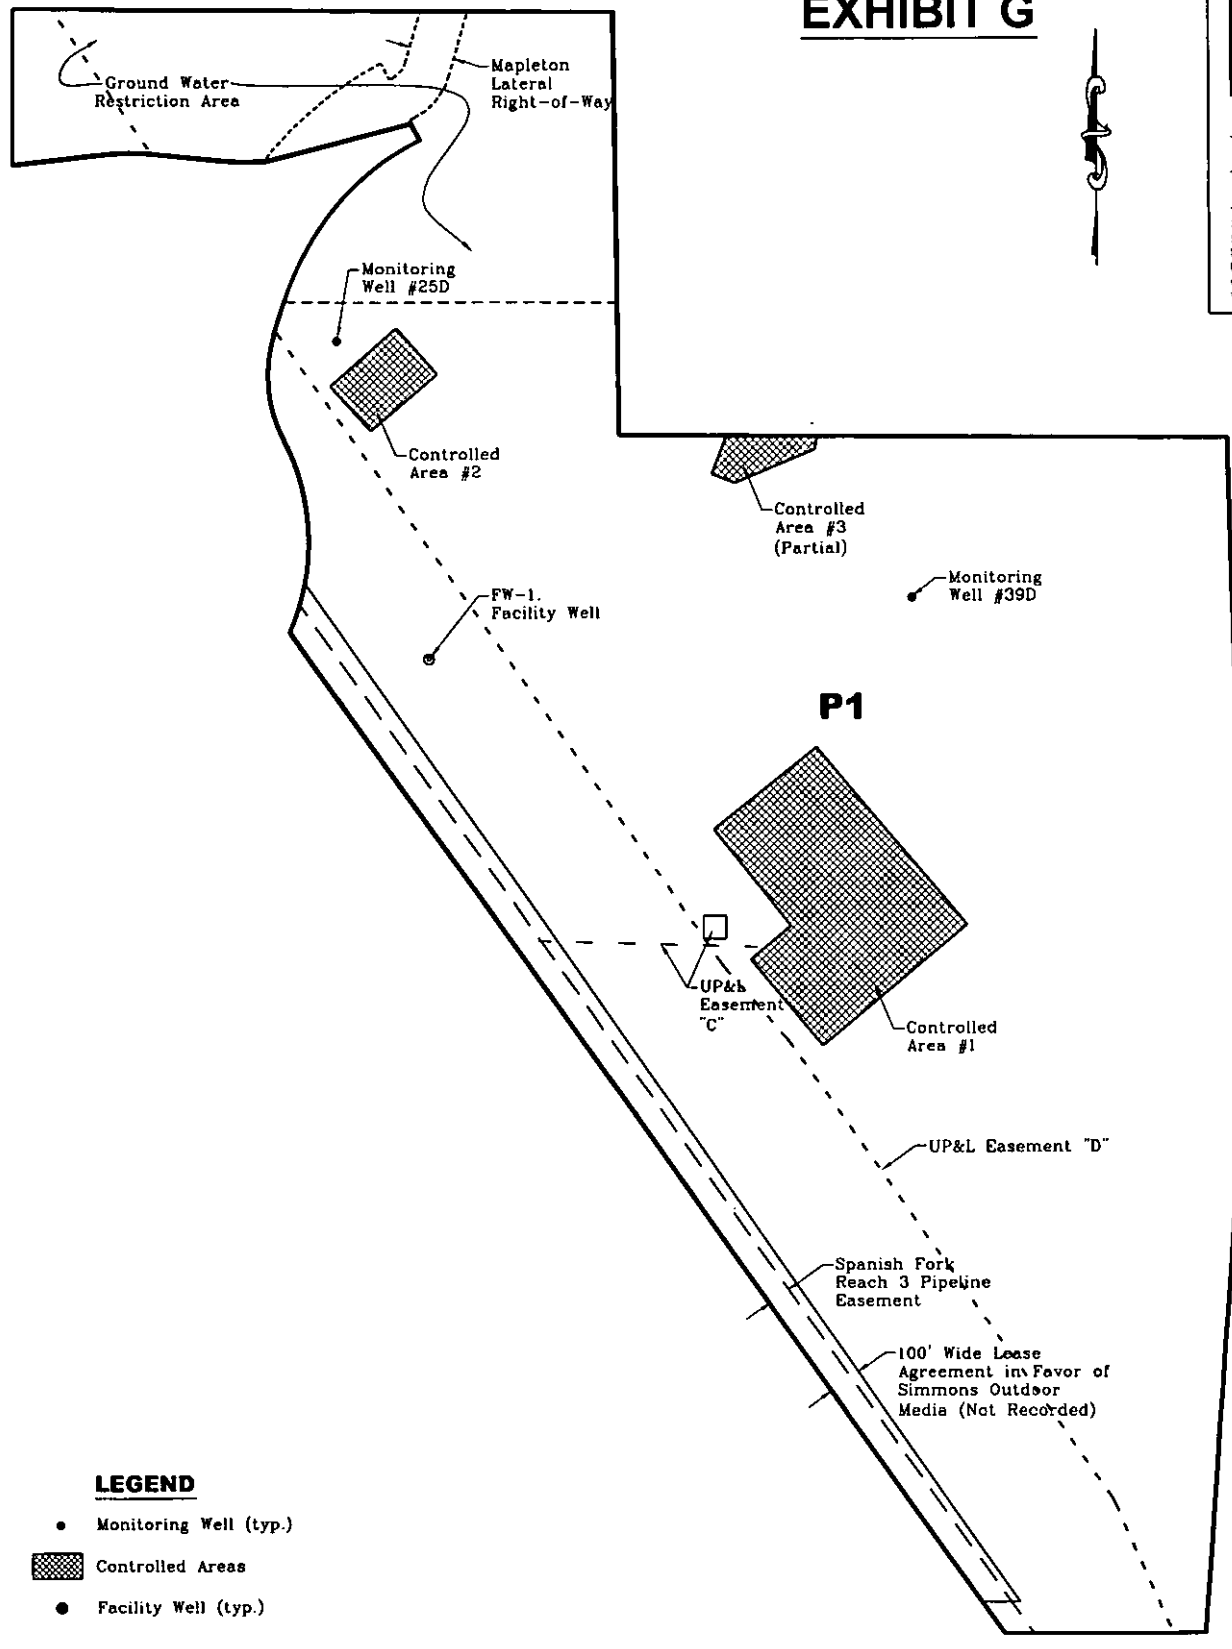 EXHIBIT G
Ground Water
Restriction Area
Mapleton
Lateral
Right-of-Way
Monitoring
Well #25D
Controlled
Area #2
Controlled
Area #3
(Partial)
Monitoring
Well #39D
FW-1.
Facility Well
P1
UP&L
Easement
"C"
Controlled
Area #1
UP&L Easement "D"
Spanish Fork
Reach 3 Pipeline
Easement
100' Wide Lease
Agreement in Favor of
Simmons Outdoor
Media (Not Recorded)
LEGEND
Monitoring Well (typ.)
Controlled Areas
Facility Well (typ.)